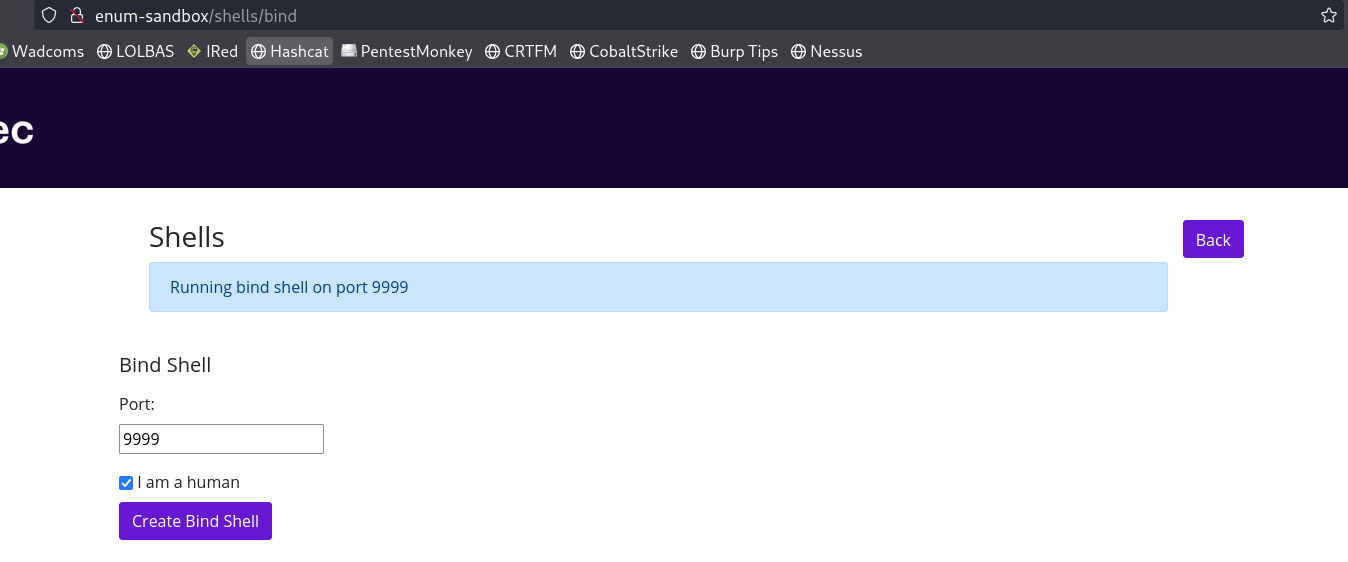 enum-sandbox/shells/bind
Wadcoms LOLBAS IRed Hashcat PentestMonkey CRTFM CobaltStrike Burp Tips Nessus
ec
Shells
Back
Running bind shell on port 9999
Bind Shell
Port:
9999
I am a human
Create Bind Shell